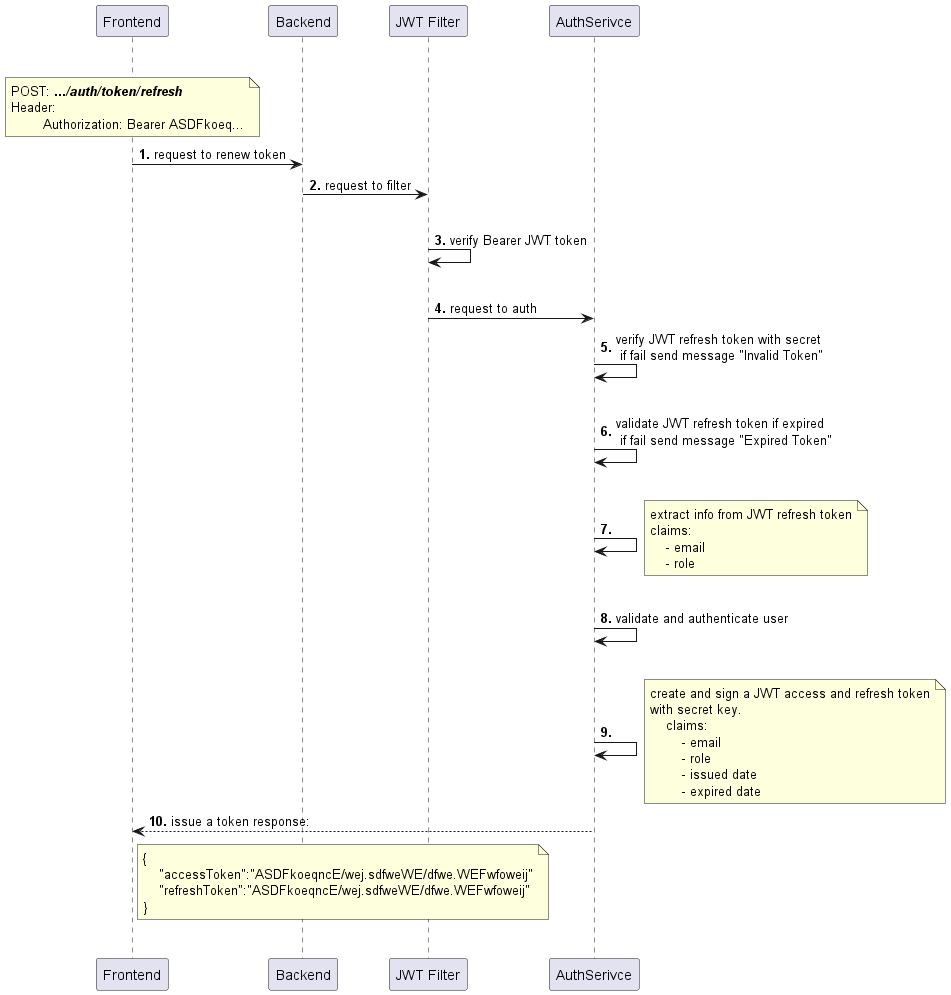 Frontend Backend JWT Filter AuthSerivce
POST: .../auth/token/refresh
Header:
Authorization: Bearer ASDFkoeq...
1. request to renew token
2. request to filter
3. verify Bearer JWT token
4. request to auth
5. verify JWT refresh token with secret
if fail send message "Invalid Token"
6. validate JWT refresh token if expired
if fail send message "Expired Token"
7.
extract info from JWT refresh token
claims:
- email
- role
8. validate and authenticate user
9.
create and sign a JWT access and refresh token
with secret key.
claims:
- email
- role
- issued date
- expired date
10. issue a token response:
{
"accessToken":"ASDFkoeqncE/wej.sdfweWE/dfwe.WEFwfoweij"
"refreshToken":"ASDFkoeqncE/wej.sdfweWE/dfwe.WEFwfoweij"
}
Frontend Backend JWT Filter AuthSerivce